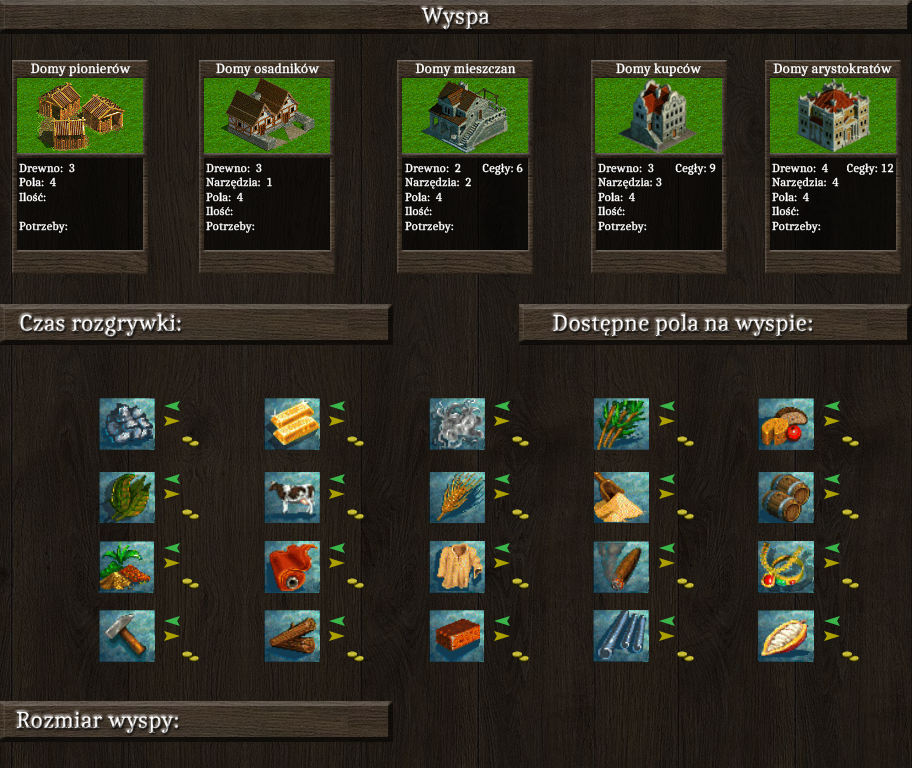 Wyspa
Domy pionierów
Drewno: 3
Pola: 4
Ilość:
Potrzeby:
Domy osadników
Drewno: 3
Narzędzia: 1
Pola: 4
Ilość:
Potrzeby:
Domy mieszczan
Drewno: 2 Cegły: 6
Narzędzia: 2
Pola: 4
Ilość:
Potrzeby:
Domy kupców
Drewno: 3 Cegły: 9
Narzędzia: 3
Pola: 4
Ilość:
Potrzeby:
Domy arystokratów
Drewno: 4 Cegły: 12
Narzędzia: 4
Pola: 4
Ilość:
Potrzeby:
Czas rozgrywki:
Dostępne pola na wyspie:
Rozmiar wyspy: